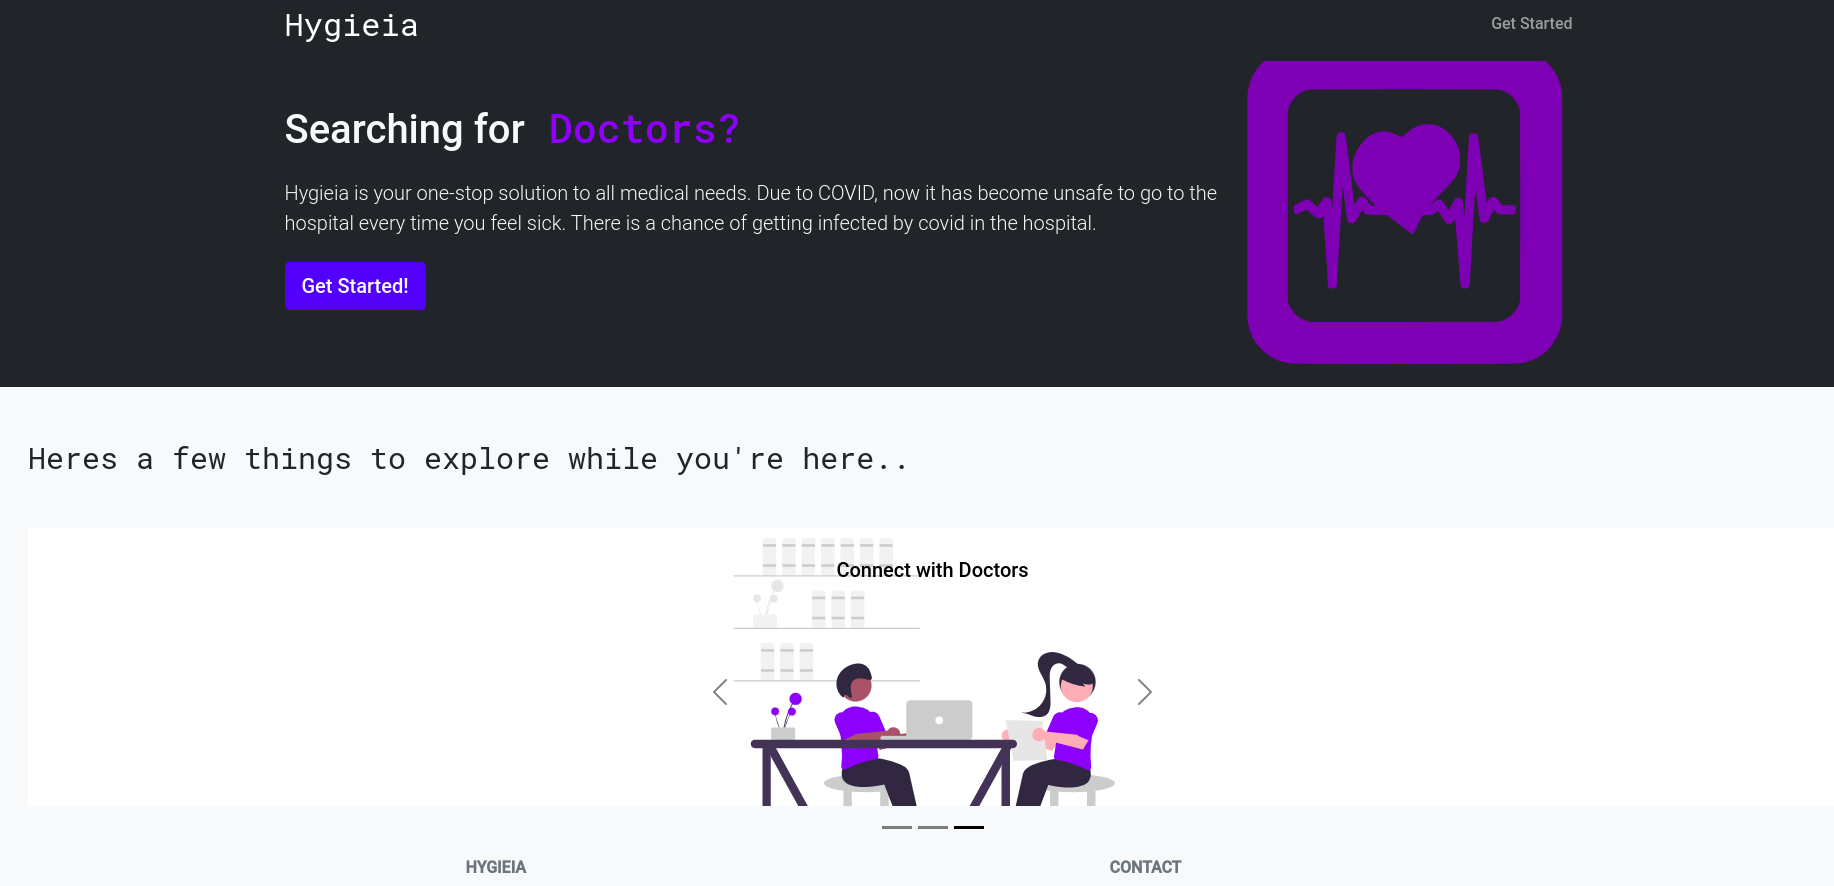 Hygieia
Get Started
Searching for Doctors?
Hygieia is your one-stop solution to all medical needs. Due to COVID, now it has become unsafe to go to the
hospital every time you feel sick. There is a chance of getting infected by covid in the hospital.
Get Started!
Heres a few things to explore while you're here..
Connect with Doctors
HYGIEIA
CONTACT